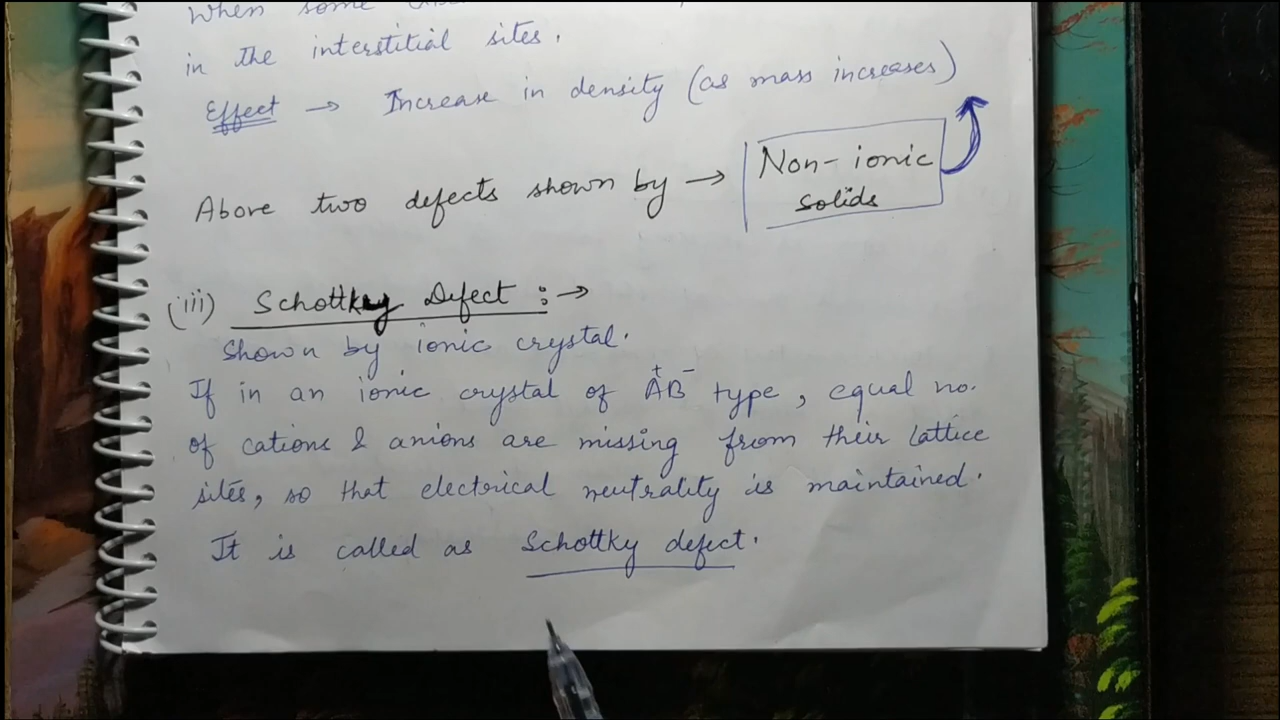 When some
in the interstitial sites.
Effect → Increase in density (as mass increases)
Above two defects shown by → Non-ionic solids
(iii) Schottky Defect :→
Shown by ionic crystal.
If in an ionic crystal of A⁺B⁻ type, equal no.
of cations & anions are missing from their lattice
sites, so that electrical neutrality is maintained.
It is called as Schottky defect.